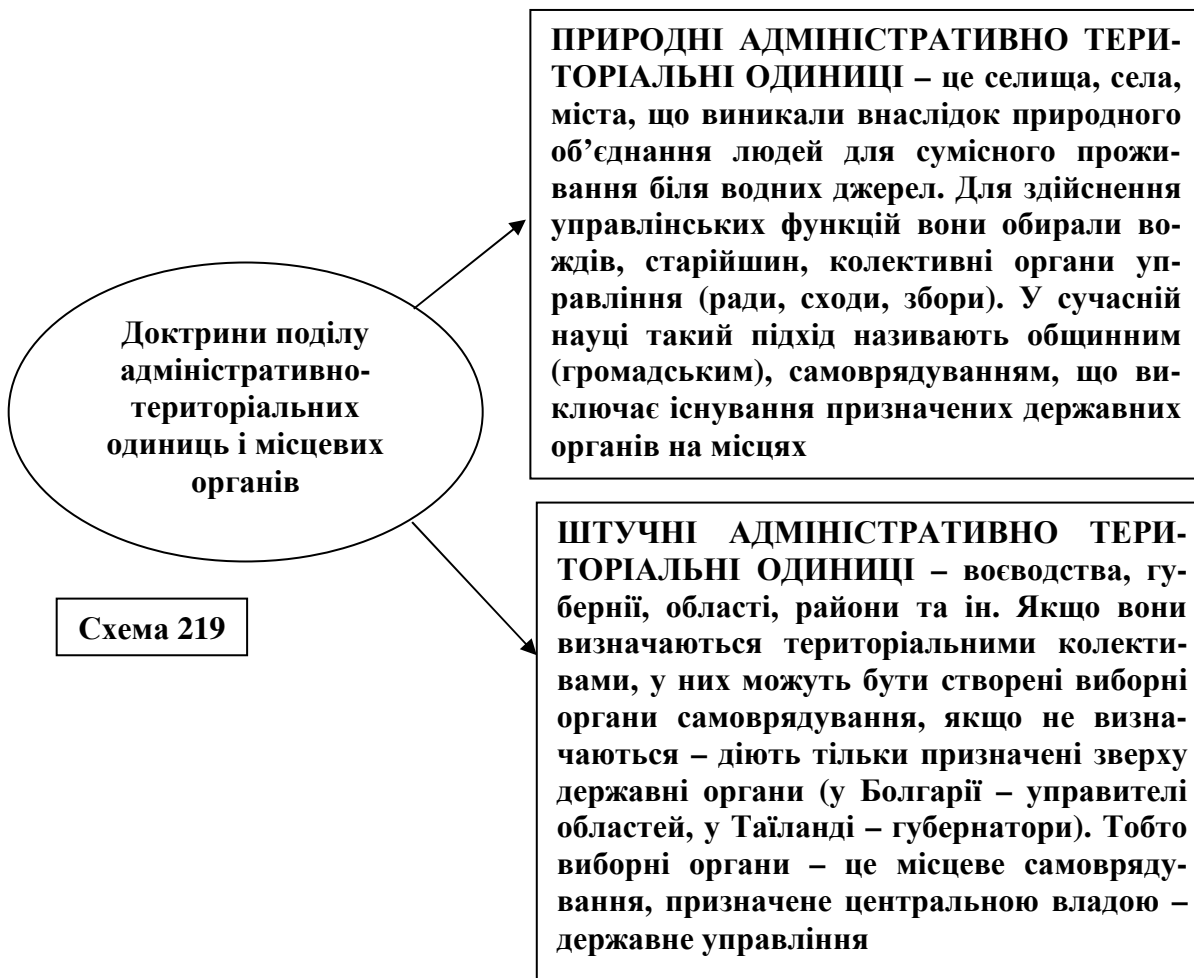 ПРИРОДНІ АДМІНІСТРАТИВНО ТЕРИ-
ТОРІАЛЬНІ ОДИНИЦІ – це селища, села,
міста, що виникали внаслідок природного
об’єднання людей для сумісного прожи-
вання біля водних джерел. Для здійснення
управлінських функцій вони обирали во-
ждів, старійшин, колективні органи уп-
равління (ради, сходи, збори). У сучасній
науці такий підхід називають общинним
(громадським), самоврядуванням, що ви-
ключає існування призначених державних
органів на місцях
Доктрини поділу
адміністративно-
територіальних
одиниць і місцевих
органів
Схема 219
ШТУЧНІ АДМІНІСТРАТИВНО ТЕРИ-
ТОРІАЛЬНІ ОДИНИЦІ – воєводства, гу-
бернії, області, райони та ін. Якщо вони
визначаються територіальними колекти-
вами, у них можуть бути створені виборні
органи самоврядування, якщо не визна-
чаються – діють тільки призначені зверху
державні органи (у Болгарії – управителі
областей, у Таїланді – губернатори). Тобто
виборні органи – це місцеве самовряду-
вання, призначене центральною владою –
державне управління